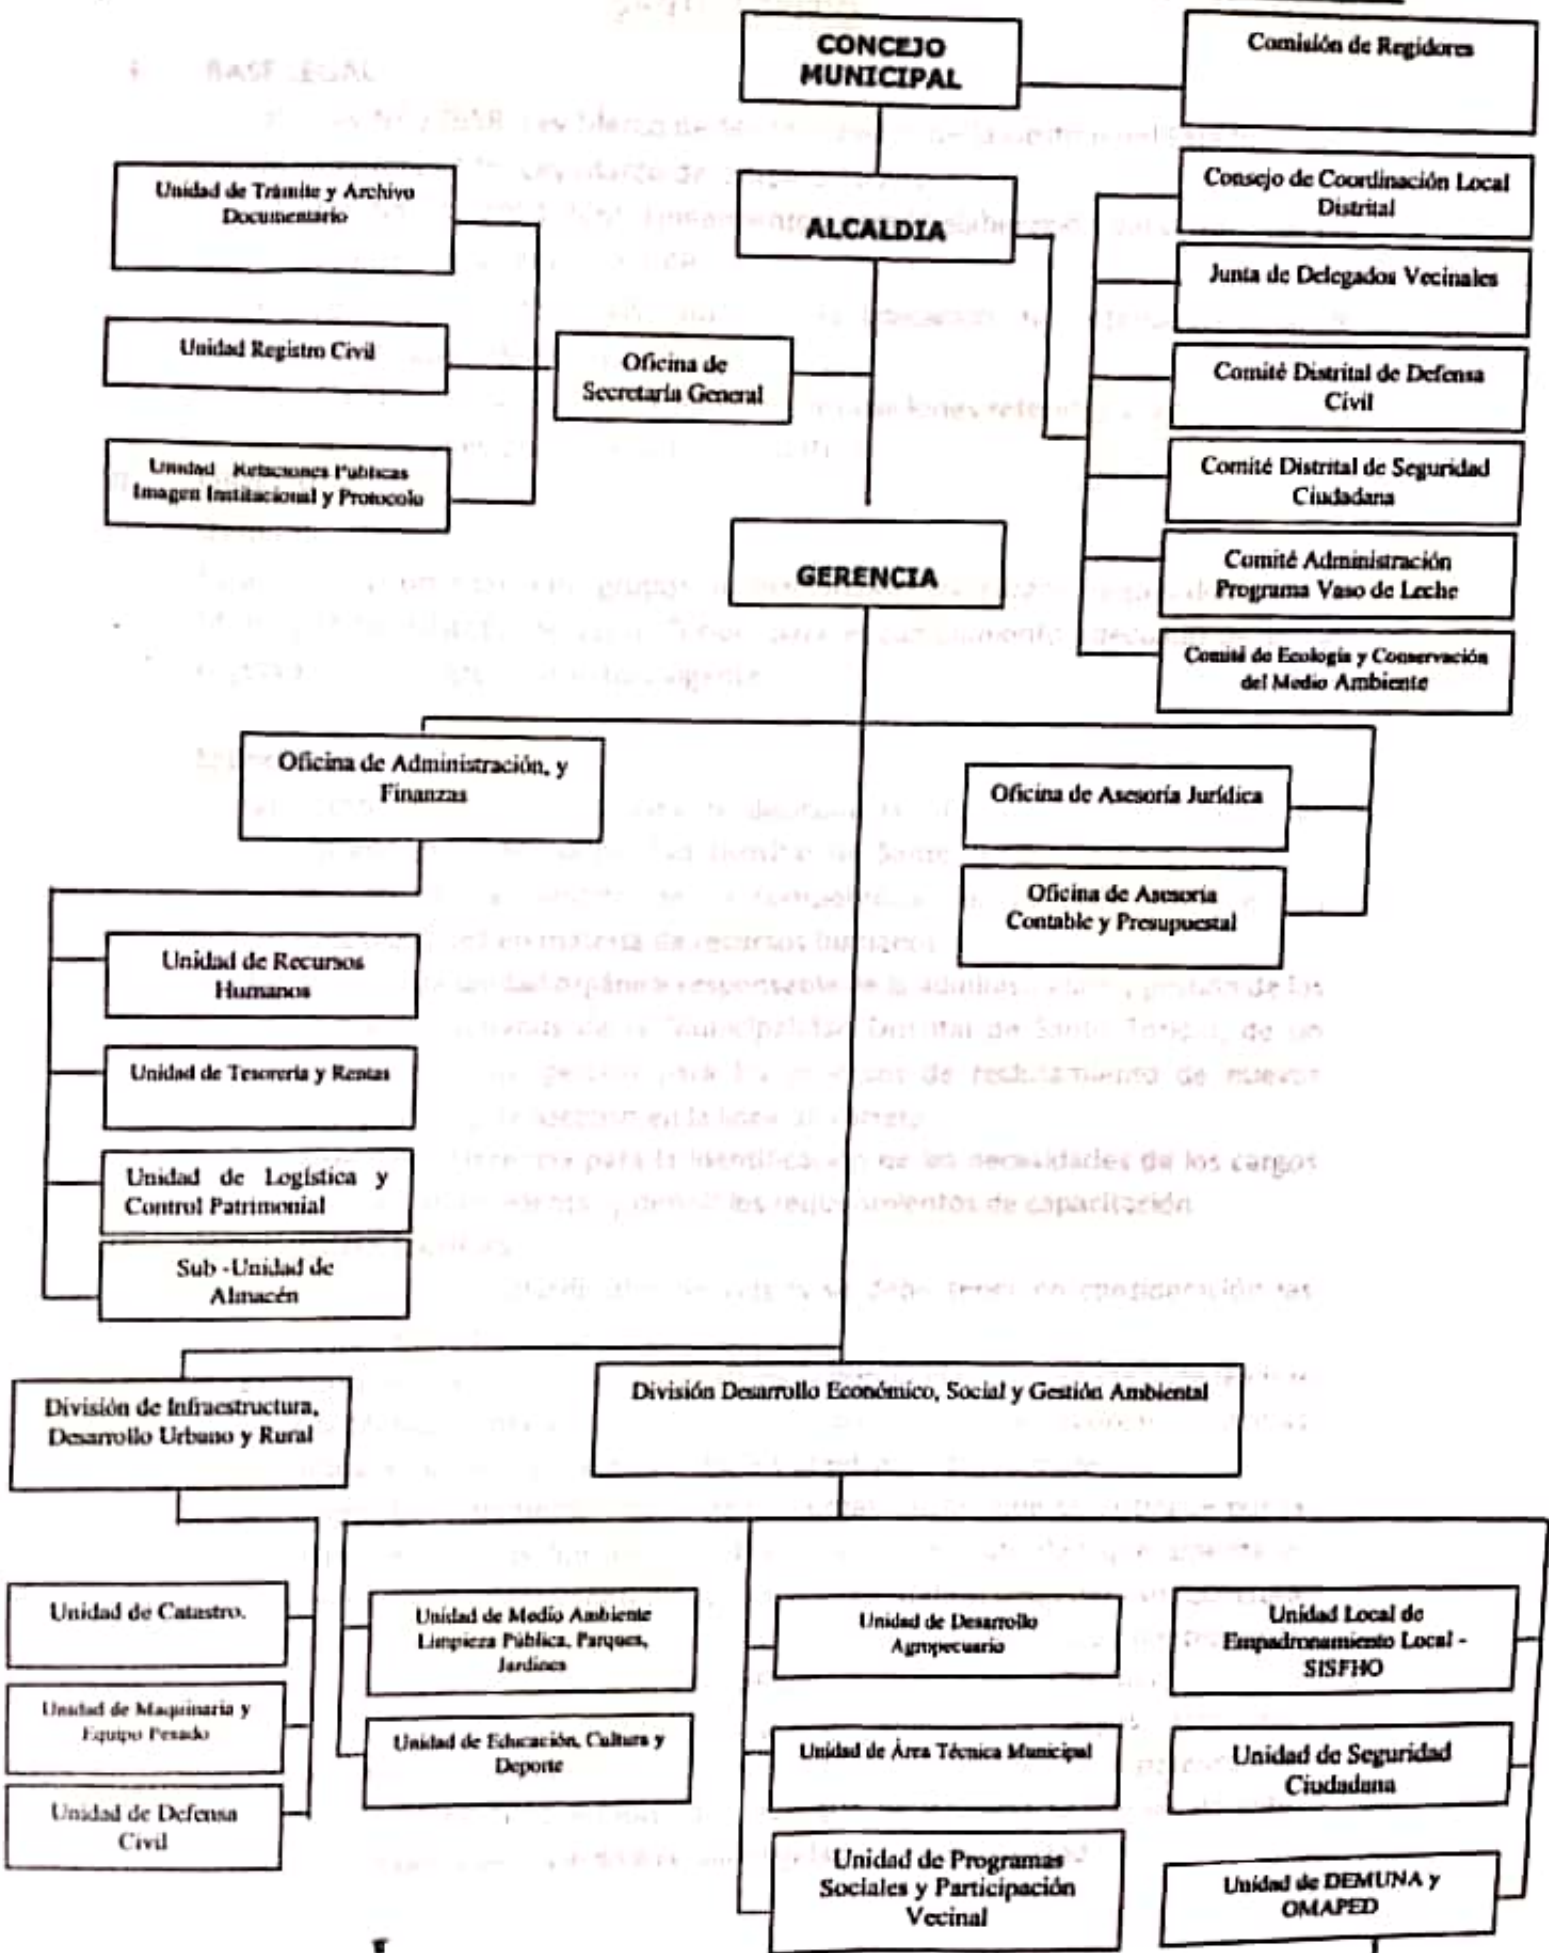 CONCEJO
MUNICIPAL
Comisión de Regidores
Unidad de Trámite y Archivo
Documentario
ALCALDIA
Consejo de Coordinación Local
Distrital
Junta de Delegados Vecinales
Unidad Registro Civil
Oficina de
Secretaría General
Comité Distrital de Defensa
Civil
Unidad Relaciones Públicas
Imagen Institucional y Protocolo
Comité Distrital de Seguridad
Ciudadana
GERENCIA
Comité Administración
Programa Vaso de Leche
Comité de Ecología y Conservación
del Medio Ambiente
Oficina de Administración, y
Finanzas
Oficina de Asesoría Jurídica
Oficina de Asesoría
Contable y Presupuestal
Unidad de Recursos
Humanos
Unidad de Tesorería y Rentas
Unidad de Logística y
Control Patrimonial
Sub -Unidad de
Almacén
División de Infraestructura,
Desarrollo Urbano y Rural
División Desarrollo Económico, Social y Gestión Ambiental
Unidad de Catastro.
Unidad de Maquinaria y
Equipo Pesado
Unidad de Defensa
Civil
Unidad de Medio Ambiente
Limpieza Pública, Parques,
Jardines
Unidad de Educación, Cultura y
Deporte
Unidad de Desarrollo
Agropecuario
Unidad de Área Técnica Municipal
Unidad de Programas
Sociales y Participación
Vecinal
Unidad Local de
Empadronamiento Local -
SISFHO
Unidad de Seguridad
Ciudadana
Unidad de DEMUNA y
OMAPED